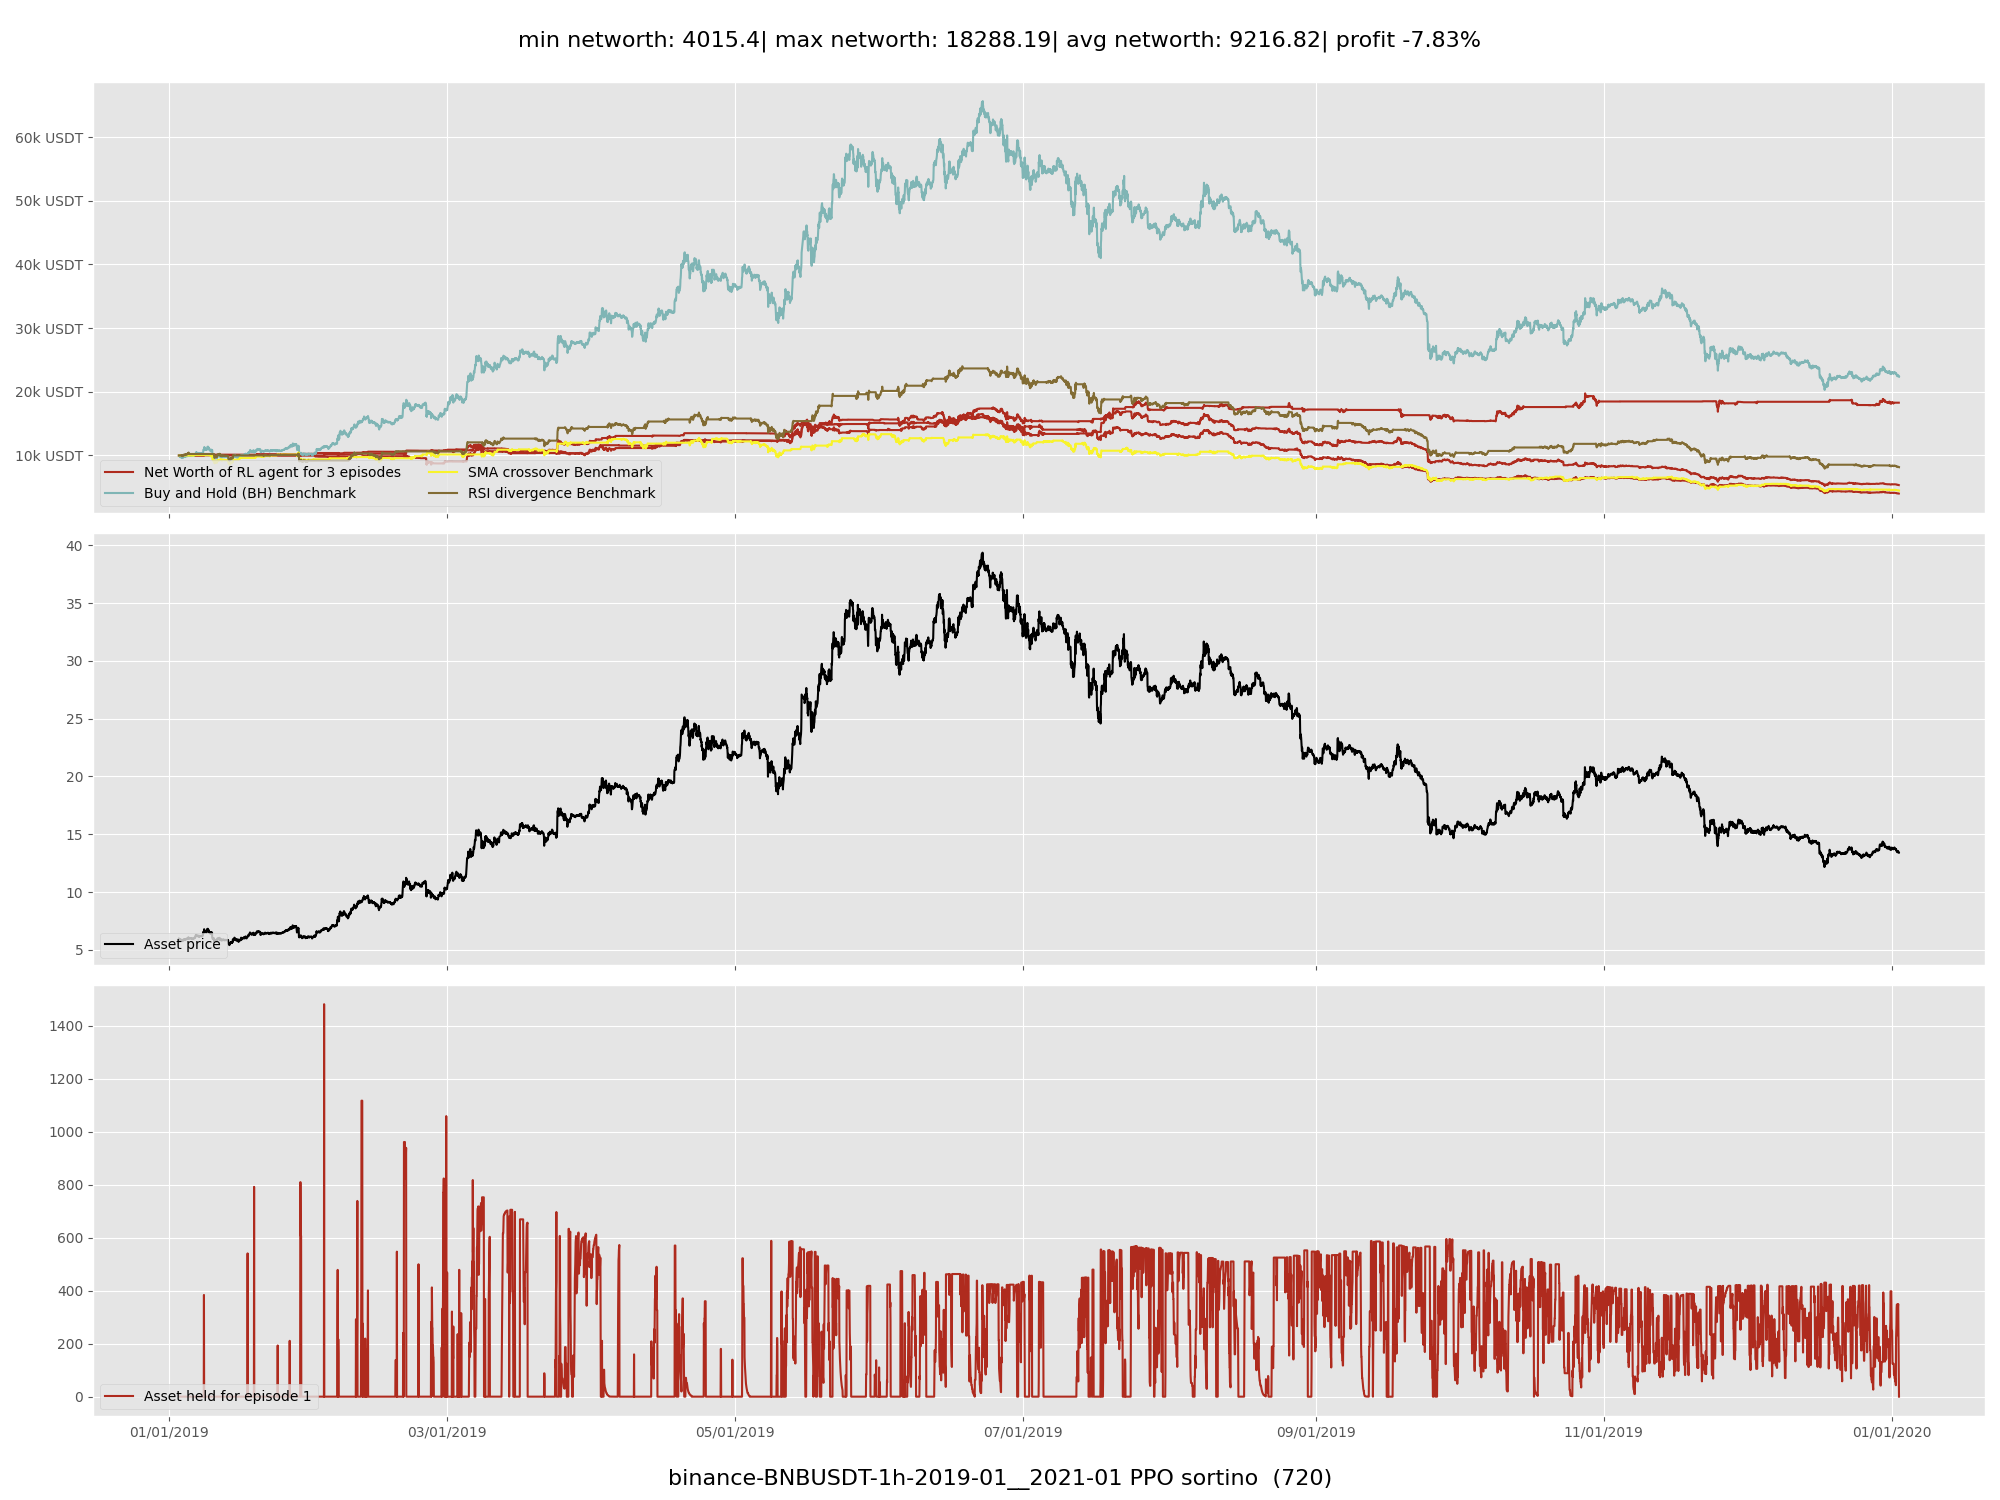 min networth: 4015.4| max networth: 18288.19| avg networth: 9216.82| profit -7.83%
60k USDT
50k USDT
40k USDT
30k USDT
20k USDT
10k USDT
Net Worth of RL agent for 3 episodes
Buy and Hold (BH) Benchmark
SMA crossover Benchmark
RSI divergence Benchmark
40
35
30
25
20
15
10
5
Asset price
1400
1200
1000
800
600
400
200
0
Asset held for episode 1
01/01/2019 03/01/2019 05/01/2019 07/01/2019 09/01/2019 11/01/2019 01/01/2020
binance-BNBUSDT-1h-2019-01__2021-01 PPO sortino (720)